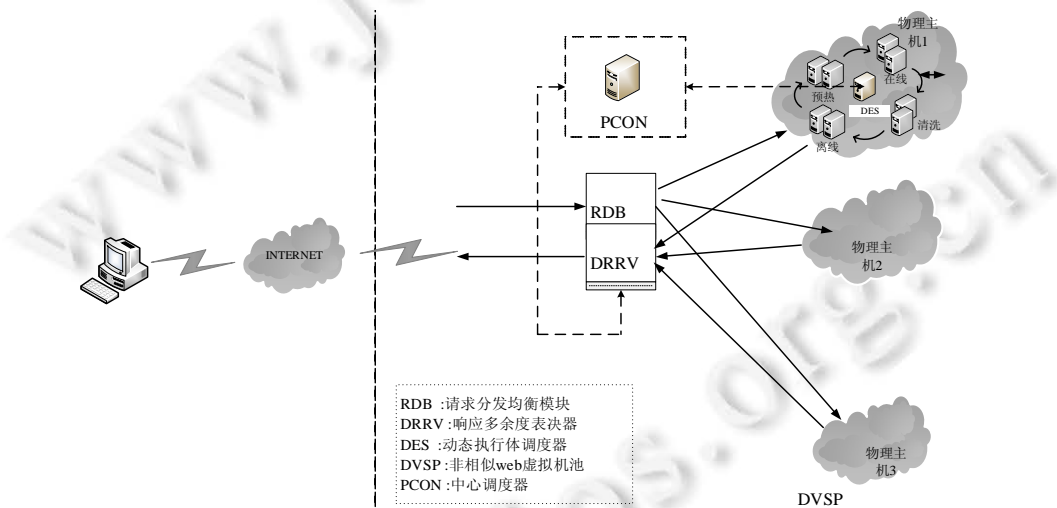 物理主
机1
在线
预热
DES
清洗
离线
PCON
RDB
DRRV
INTERNET
物理主
机2
物理主
机3
DVSP
RDB :请求分发均衡模块
DRRV :响应多余度表决器
DES :动态执行体调度器
DVSP :非相似web虚拟机池
PCON :中心调度器